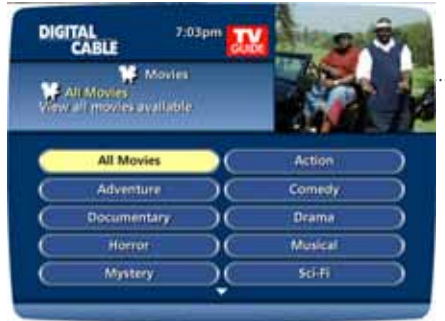 DIGITAL
CABLE
7:03pm
TV
GUIDE
Movies
All Movies
View all movies available
All Movies
Action
Adventure
Comedy
Documentary
Drama
Horror
Musical
Mystery
Sci-Fi